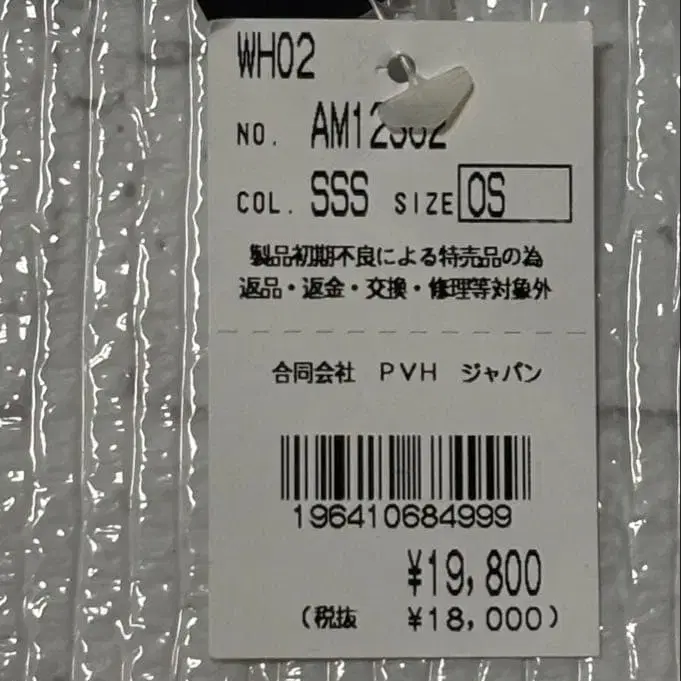 WH02
NO. AM12302
COL. SSS SIZE OS
製品初期不良による特売品の為
返品・返金・交換・修理等対象外
合同会社 PVH ジャパン
196410684999
¥19,800
(税抜 ¥18,000)